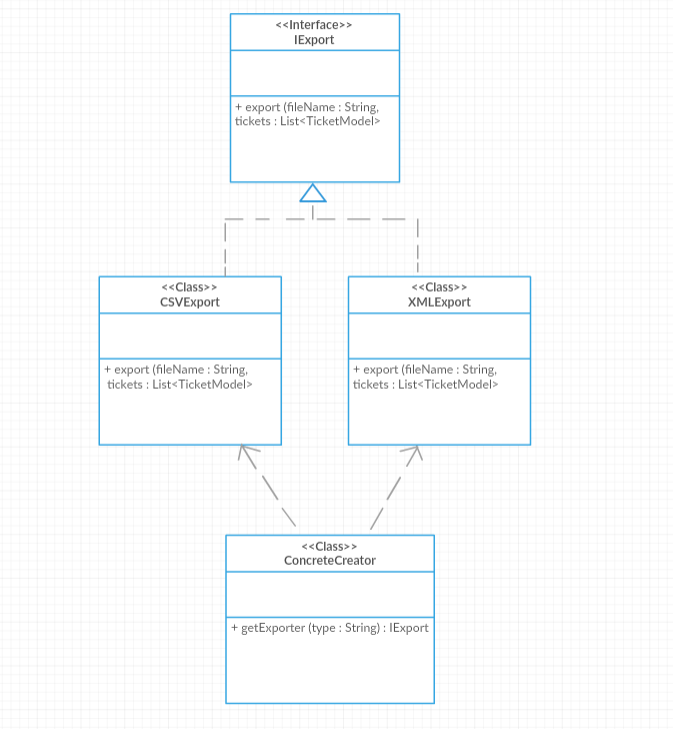 <<Interface>>
IExport
+ export (fileName : String,
tickets : List<TicketModel>
<<Class>>
CSVExport
+ export (fileName : String,
tickets : List<TicketModel>
<<Class>>
XMLExport
+ export (fileName : String,
tickets : List<TicketModel>
<<Class>>
ConcreteCreator
+ getExporter (type : String) : IExport